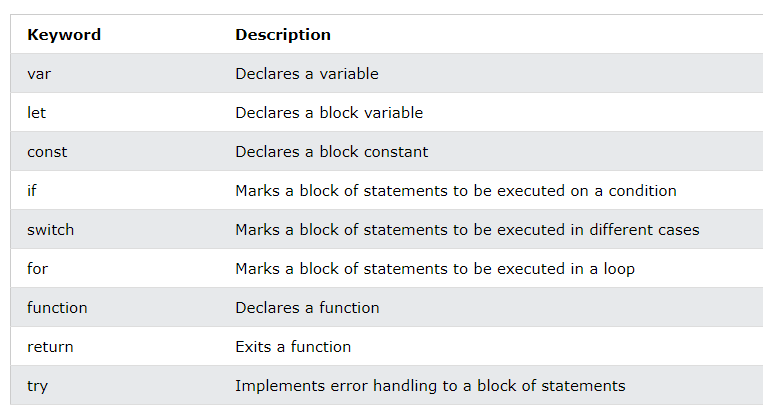 Keyword Description
var Declares a variable
let Declares a block variable
const Declares a block constant
if Marks a block of statements to be executed on a condition
switch Marks a block of statements to be executed in different cases
for Marks a block of statements to be executed in a loop
function Declares a function
return Exits a function
try Implements error handling to a block of statements